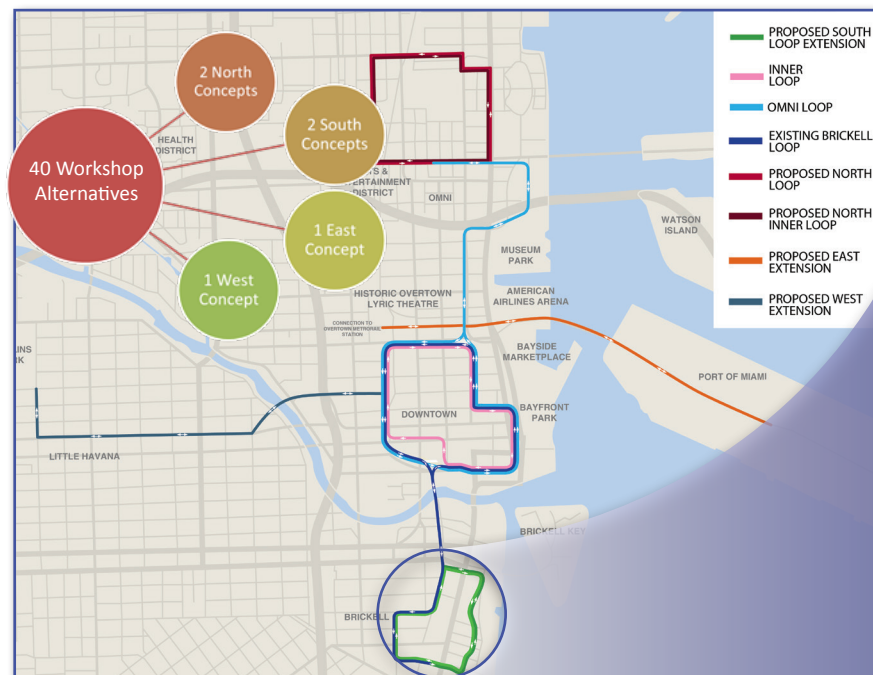 2 North
Concepts
2 South
Concepts
40 Workshop
Alternatives
1 East
Concept
1 West
Concept
HEALTH
DISTRICT
ENTERTAINMENT
DISTRICT
OMNI
WATSON
ISLAND
MUSEUM
PARK
HISTORIC OVERTOWN
LYRIC THEATRE
AMERICAN
AIRLINES ARENA
CONNECTION TO
OVERTOWN METRORAIL
STATION
BAYSIDE
MARKETPLACE
PORT OF MIAMI
DOWNTOWN
BAYFRONT
PARK
LITTLE HAVANA
BRICKELL KEY
BRICKELL
PROPOSED SOUTH
LOOP EXTENSION
INNER
LOOP
OMNI LOOP
EXISTING BRICKELL
LOOP
PROPOSED NORTH
LOOP
PROPOSED NORTH
INNER LOOP
PROPOSED EAST
EXTENSION
PROPOSED WEST
EXTENSION